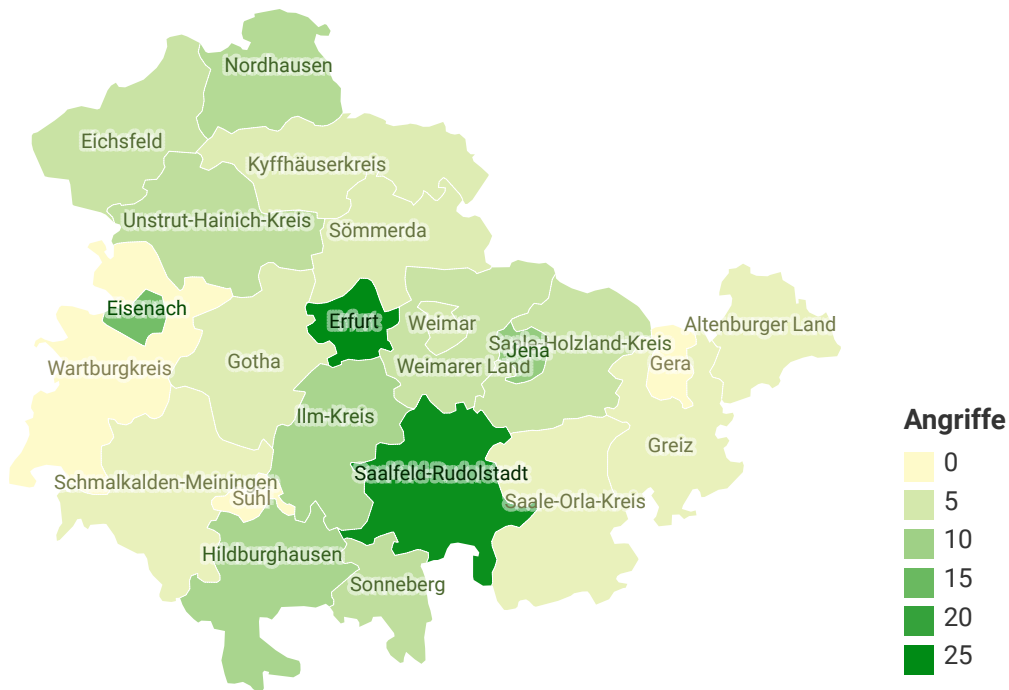 Nordhausen
Eichsfeld
Kyffhäuserkreis
Unstrut-Hainich-Kreis
Sömmerda
Eisenach
Erfurt
Weimar
Altenburger Land
Saale-Holzland-Kreis
Jena
Gotha
Gera
Wartburgkreis
Weimarer Land
Ilm-Kreis
Angriffe
Greiz
0
Saalfeld-Rudolstadt
Schmalkalden-Meiningen
Suhl
Saale-Orla-Kreis
5
10
Hildburghausen
Sonneberg
15
20
25